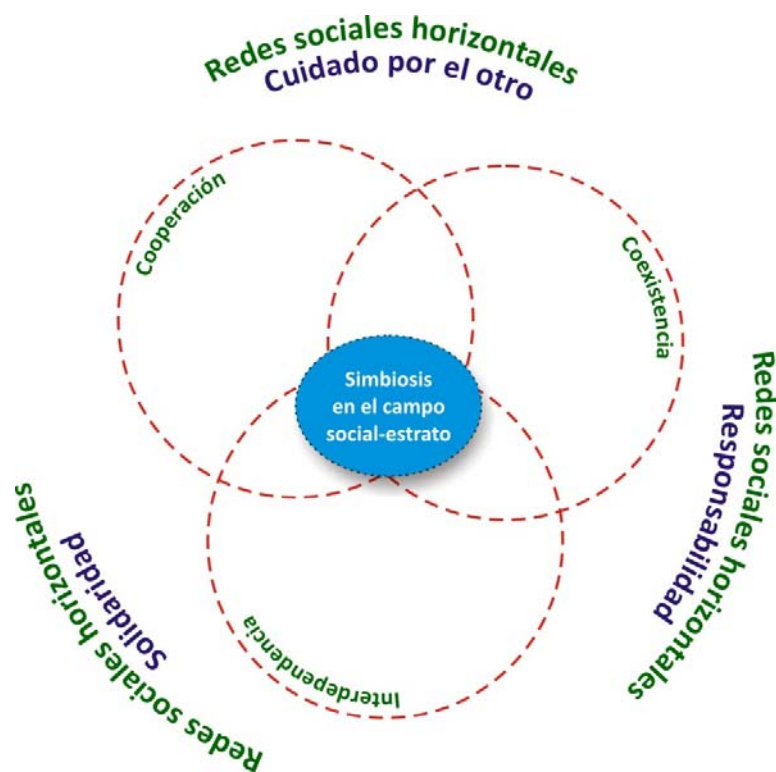 Redes sociales horizontales
Cuidado por el otro
Cooperación
Coexistencia
Simbiosis
en el campo
social-estrato
Redes sociales horizontales
Responsabilidad
Solidaridad
Redes sociales horizontales
Interdependencia